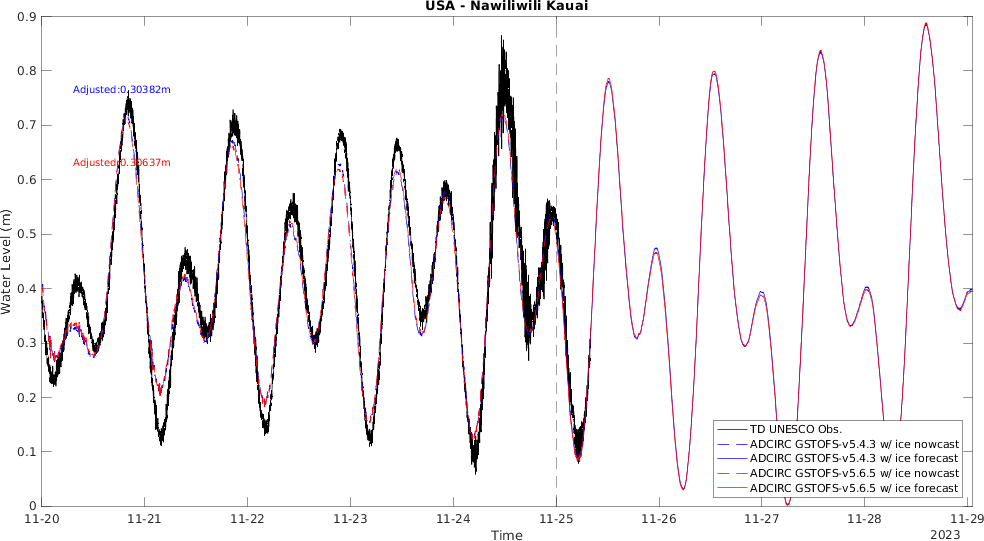 USA - Nawiliwili Kauai
0.9
0.8
0.7
0.6
0.5
0.4
0.3
0.2
0.1
0
Water Level (m)
Adjusted:0.30382m
Adjusted:0.30637m
TD UNESCO Obs.
ADCIRC GSTOFS-v5.4.3 w/ ice nowcast
ADCIRC GSTOFS-v5.4.3 w/ ice forecast
ADCIRC GSTOFS-v5.6.5 w/ ice nowcast
ADCIRC GSTOFS-v5.6.5 w/ ice forecast
11-20 11-21 11-22 11-23 11-24 11-25 11-26 11-27 11-28 11-29
Time
2023